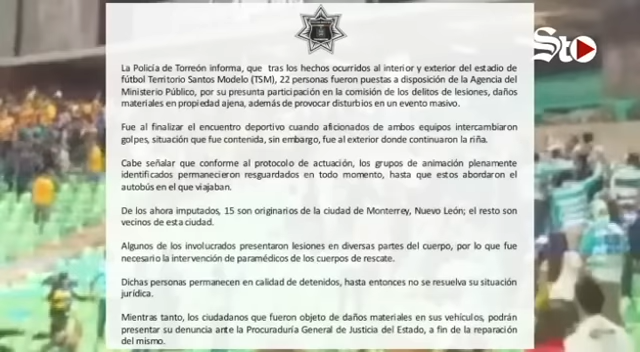 Sto
La Policía de Torreón informa, que tras los hechos ocurridos al interior y exterior del estadio de
fútbol Territorio Santos Modelo (TSM), 22 personas fueron puestas a disposición de la Agencia del
Ministerio Público, por su presunta participación en la comisión de los delitos de lesiones, daños
materiales en propiedad ajena, además de provocar disturbios en un evento masivo.
Fue al finalizar el encuentro deportivo cuando aficionados de ambos equipos intercambiaron
golpes, situación que fue contenida, sin embargo, fue al exterior donde continuaron la riña.
Cabe señalar que conforme al protocolo de actuación, los grupos de animación plenamente
identificados permanecieron resguardados en todo momento, hasta que estos abordaron el
autobús en el que viajaban.
De los ahora imputados, 15 son originarios de la ciudad de Monterrey, Nuevo León; el resto son
vecinos de esta ciudad.
Algunos de los involucrados presentaron lesiones en diversas partes del cuerpo, por lo que fue
necesario la intervención de paramédicos de los cuerpos de rescate.
Dichas personas permanecen en calidad de detenidos, hasta entonces no se resuelva su situación
jurídica.
Mientras tanto, los ciudadanos que fueron objeto de daños materiales en sus vehículos, podrán
presentar su denuncia ante la Procuraduría General de Justicia del Estado, a fin de la reparación
del mismo.